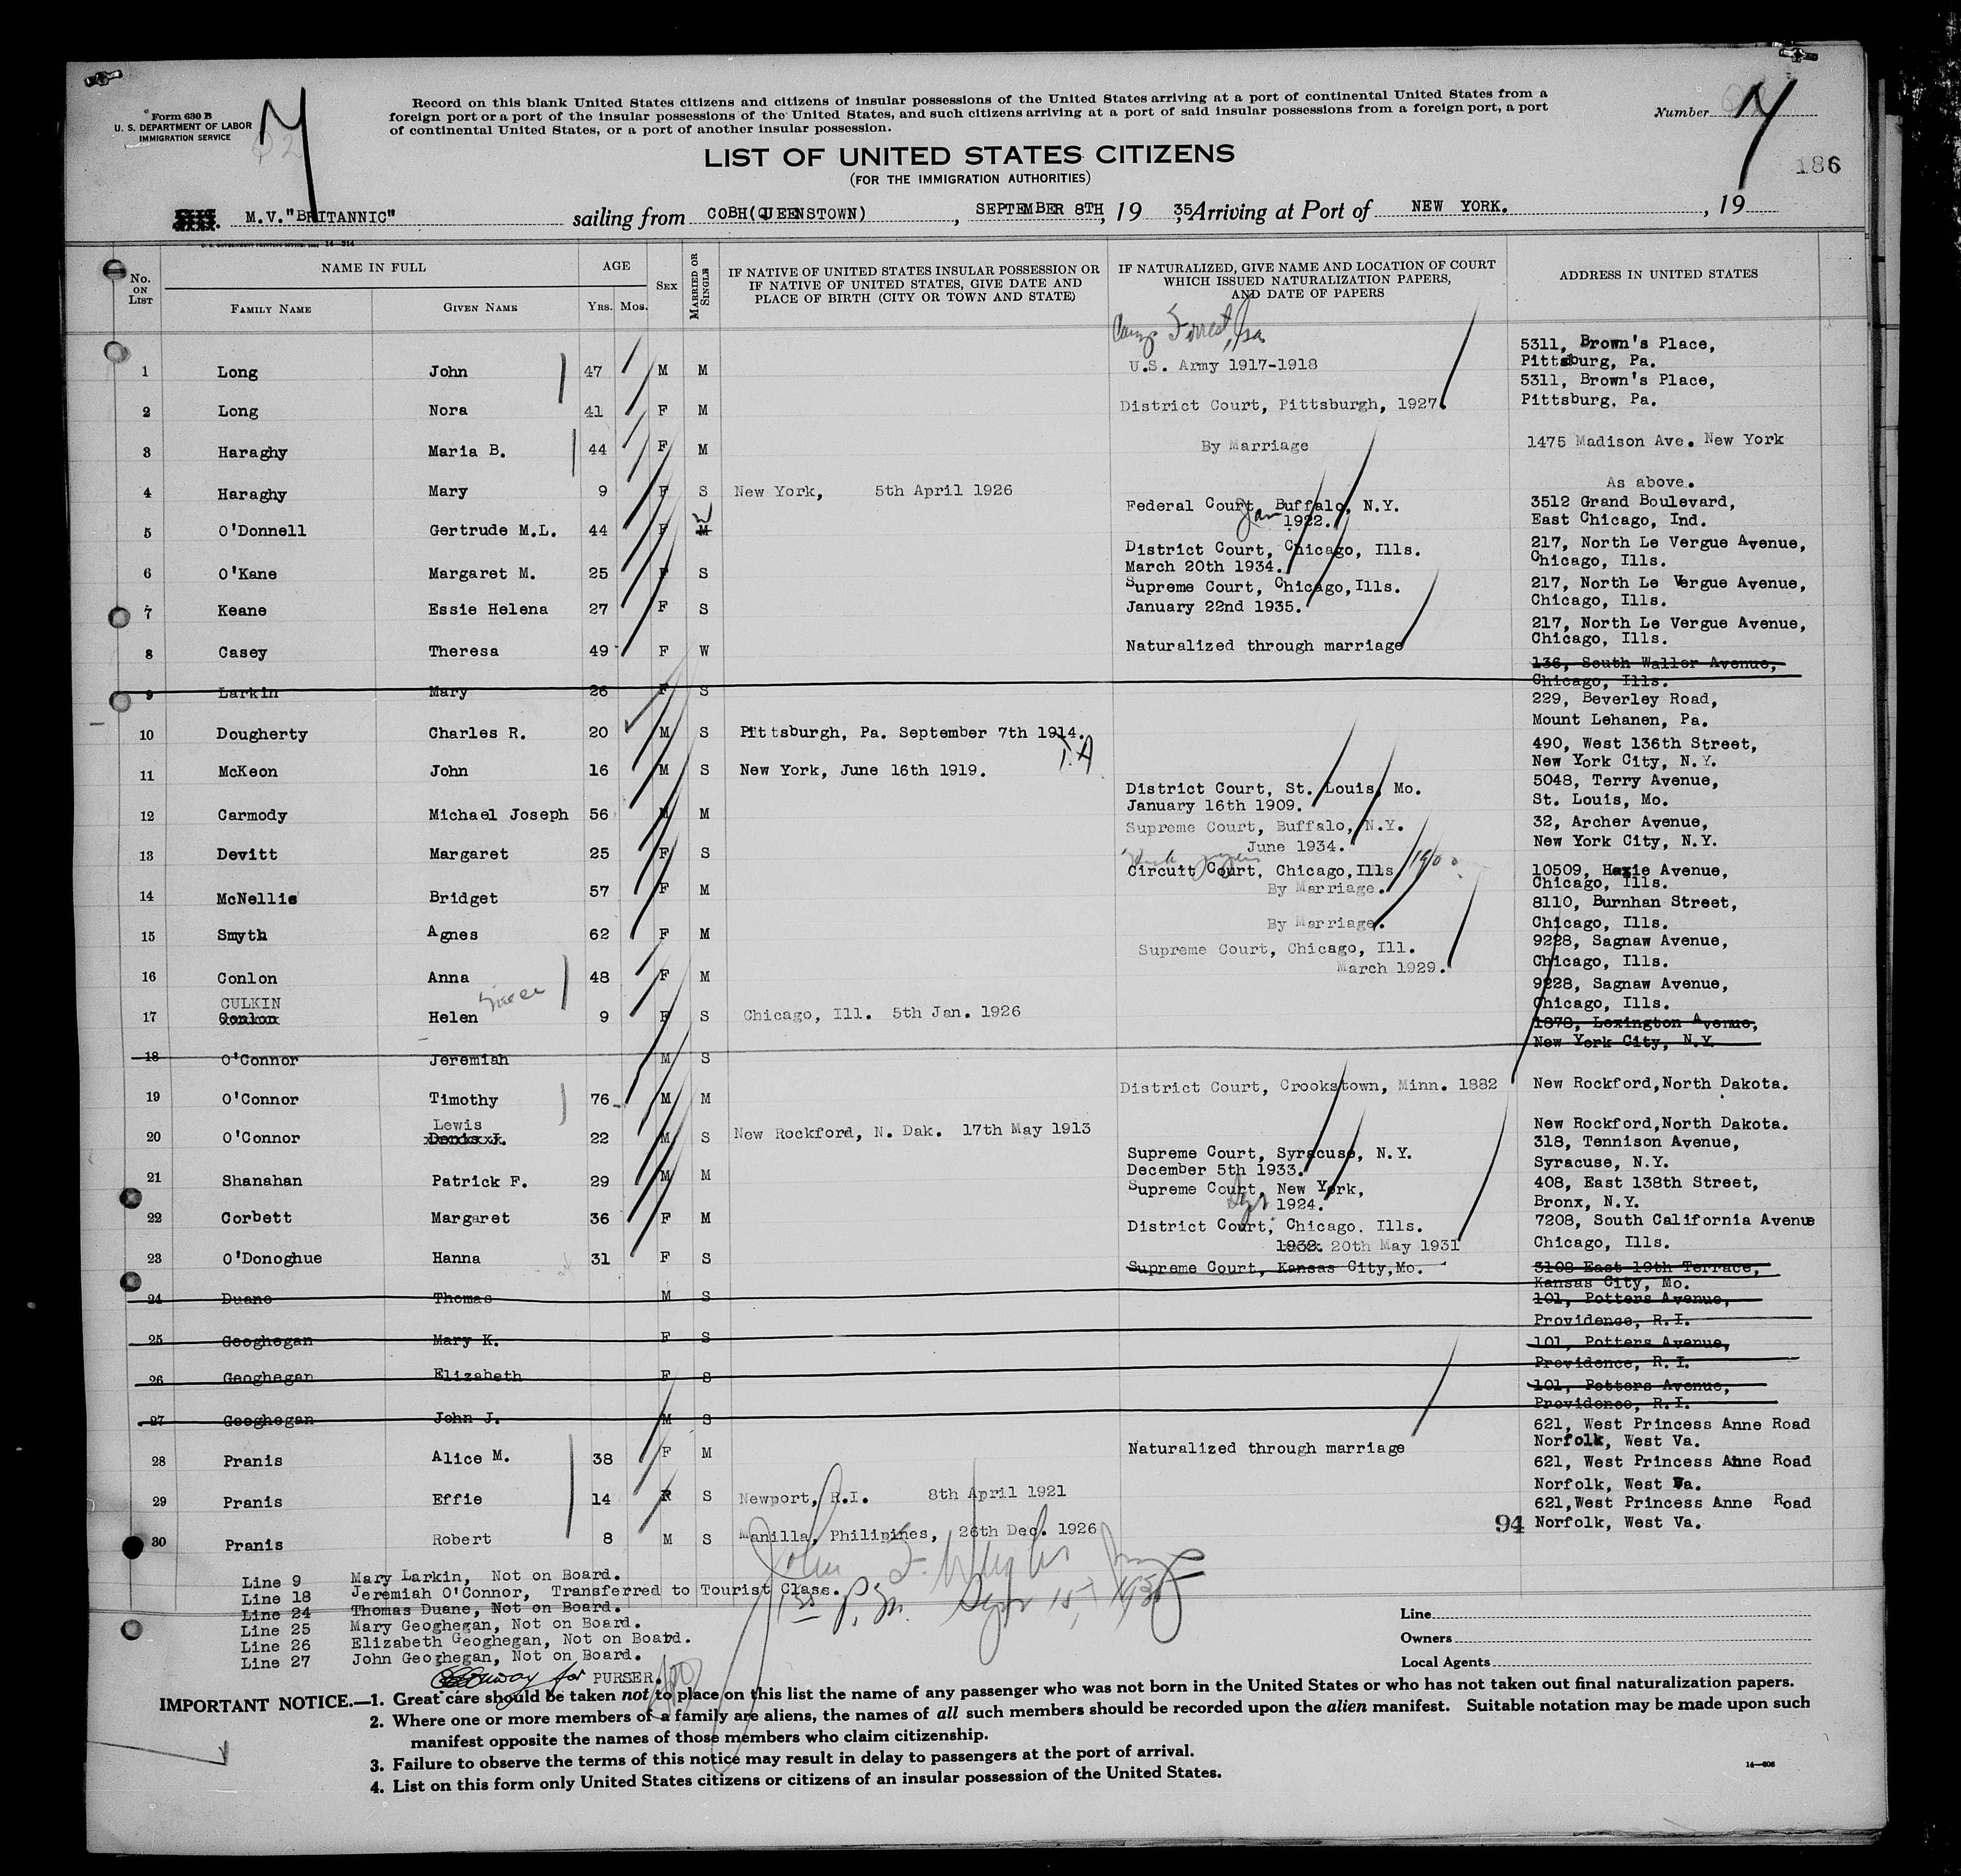 Form 630 B
U. S. DEPARTMENT OF LABOR
IMMIGRATION SERVICE
Record on this blank United States citizens and citizens of insular possessions of the United States arriving at a port of continental United States from a
foreign port or a port of the insular possessions of the United States, and such citizens arriving at a port of said insular possessions from a foreign port, a port
of continental United States, or a port of another insular possession.
Number
186
LIST OF UNITED STATES CITIZENS
(FOR THE IMMIGRATION AUTHORITIES)
M.V."BRITANNIC" sailing from COBH(QUEENSTOWN), SEPTEMBER 8TH, 19 35, Arriving at Port of NEW YORK. , 19
No. ON LIST
NAME IN FULL
FAMILY NAME
GIVEN NAME
AGE
YRS. MOS.
SEX
MARRIED OR SINGLE
IF NATIVE OF UNITED STATES INSULAR POSSESSION OR
IF NATIVE OF UNITED STATES, GIVE DATE AND
PLACE OF BIRTH (CITY OR TOWN AND STATE)
IF NATURALIZED, GIVE NAME AND LOCATION OF COURT
WHICH ISSUED NATURALIZATION PAPERS,
AND DATE OF PAPERS
ADDRESS IN UNITED STATES
Camp Forrest, Ga
1 Long John 47 M M U.S. Army 1917-1918 5311, Brown's Place,
Pittsburg, Pa.
2 Long Nora 41 F M District Court, Pittsburgh, 1927. 5311, Brown's Place,
Pittsburg. Pa.
3 Haraghy Maria B. 44 F M By Marriage 1475 Madison Ave. New York
4 Haraghy Mary 9 F S New York, 5th April 1926 As above.
5 O'Donnell Gertrude M.L. 44 F M Federal Court, Buffalo, N.Y.
Jan 1922. 3512 Grand Boulevard,
East Chicago, Ind.
6 O'Kane Margaret M. 25 F S District Court, Chicago, Ills.
March 20th 1934. 217, North Le Vergue Avenue,
Chicago, Ills.
7 Keane Essie Helena 27 F S Supreme Court, Chicago, Ills.
January 22nd 1935. 217, North Le Vergue Avenue,
Chicago, Ills.
8 Casey Theresa 49 F W Naturalized through marriage 217, North Le Vergue Avenue,
Chicago, Ills.
9 Larkin Mary 26 F S 136, South Waller Avenue,
Chicago, Ills.
10 Dougherty Charles R. 20 M S Pittsburgh, Pa. September 7th 1914. 229, Beverley Road,
Mount Lehanen, Pa.
11 McKeon John 16 M S New York, June 16th 1919. 490, West 136th Street,
New York City, N.Y.
12 Carmody Michael Joseph 56 M M District Court, St. Louis, Mo.
January 16th 1909. 5048, Terry Avenue,
St. Louis, Mo.
13 Devitt Margaret 25 F S Supreme Court, Buffalo, N.Y.
June 1934. 32, Archer Avenue,
New York City, N.Y.
14 McNellis Bridget 57 F M Circuit Court, Chicago, Ills 1900
By Marriage. 10509, Hazie Avenue,
Chicago, Ills.
15 Smyth Agnes 62 F M By Marriage. 8110, Burnhan Street,
Chicago, Ills.
16 Conlon Anna 48 F M Supreme Court, Chicago, Ill.
March 1929. 9228, Sagnaw Avenue,
Chicago, Ills.
CULKIN
17 Conlon Helen 9 F S Chicago, Ill. 5th Jan. 1926 9228, Sagnaw Avenue,
Chicago, Ills.
18 O'Connor Jeremiah M S 1878, Lexington Avenue,
New York City, N.Y.
19 O'Connor Timothy 76 M M District Court, Crookstown, Minn. 1882 New Rockford,North Dakota.
Lewis
20 O'Connor Denis J. 22 M S New Rockford, N. Dak. 17th May 1913 New Rockford,North Dakota.
21 Shanahan Patrick F. 29 M M Supreme Court, Syracuse, N.Y.
December 5th 1933. 318, Tennison Avenue,
Syracuse, N.Y.
22 Corbett Margaret 36 F M Supreme Court, New York,
1924. 408, East 138th Street,
Bronx, N.Y.
23 O'Donoghue Hanna 31 F S District Court, Chicago. Ills.
1932. 20th May 1931 7208, South California Avenue
Chicago, Ills.
24 Duane Thomas M S Supreme Court, Kansas City,Mo. 3108 East 19th Terrace,
Kansas City, Mo.
25 Geoghegan Mary K. F S 101, Potters Avenue,
Providence, R.I.
26 Geoghegan Elizabeth F S 101, Potters Avenue,
Providence, R.I.
27 Geoghegan John J. M S 101, Potters Avenue,
Providence, R.I.
28 Pranis Alice M. 38 F M Naturalized through marriage 621, West Princess Anne Road
Norfolk, West Va.
29 Pranis Effie 14 F S Newport, R.I. 8th April 1921 621, West Princess Anne Road
Norfolk, West Va.
30 Pranis Robert 8 M S Manilla, Philipines, 26th Dec. 1926 621,West Princess Anne Road
94 Norfolk, West Va.
Line 9 Mary Larkin, Not on Board.
Line 18 Jeremiah O'Connor, Transferred to Tourist Class.
Line 24 Thomas Duane, Not on Board.
Line 25 Mary Geoghegan, Not on Board.
Line 26 Elizabeth Geoghegan, Not on Board.
Line 27 John Geoghegan, Not on Board.
for PURSER.
Line
Owners
Local Agents
IMPORTANT NOTICE.—1. Great care should be taken not to place on this list the name of any passenger who was not born in the United States or who has not taken out final naturalization papers.
2. Where one or more members of a family are aliens, the names of all such members should be recorded upon the alien manifest. Suitable notation may be made upon such
manifest opposite the names of those members who claim citizenship.
3. Failure to observe the terms of this notice may result in delay to passengers at the port of arrival.
4. List on this form only United States citizens or citizens of an insular possession of the United States.
14—606